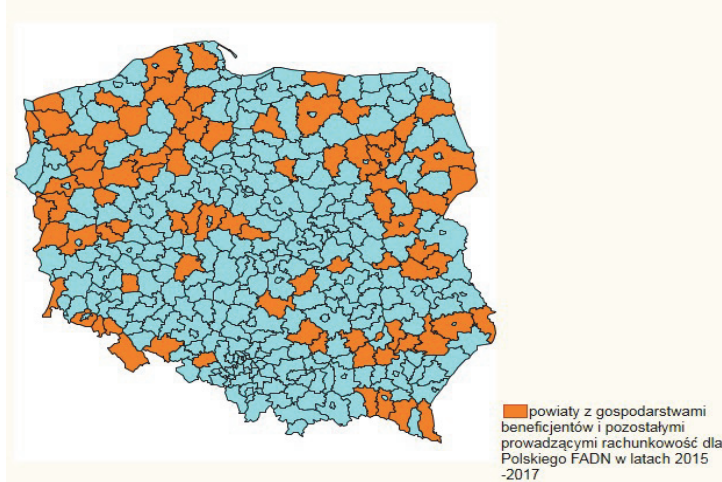 powiaty z gospodarstwami
beneficjentów i pozostałymi
prowadzącymi rachunkowość dla
Polskiego FADN w latach 2015
-2017